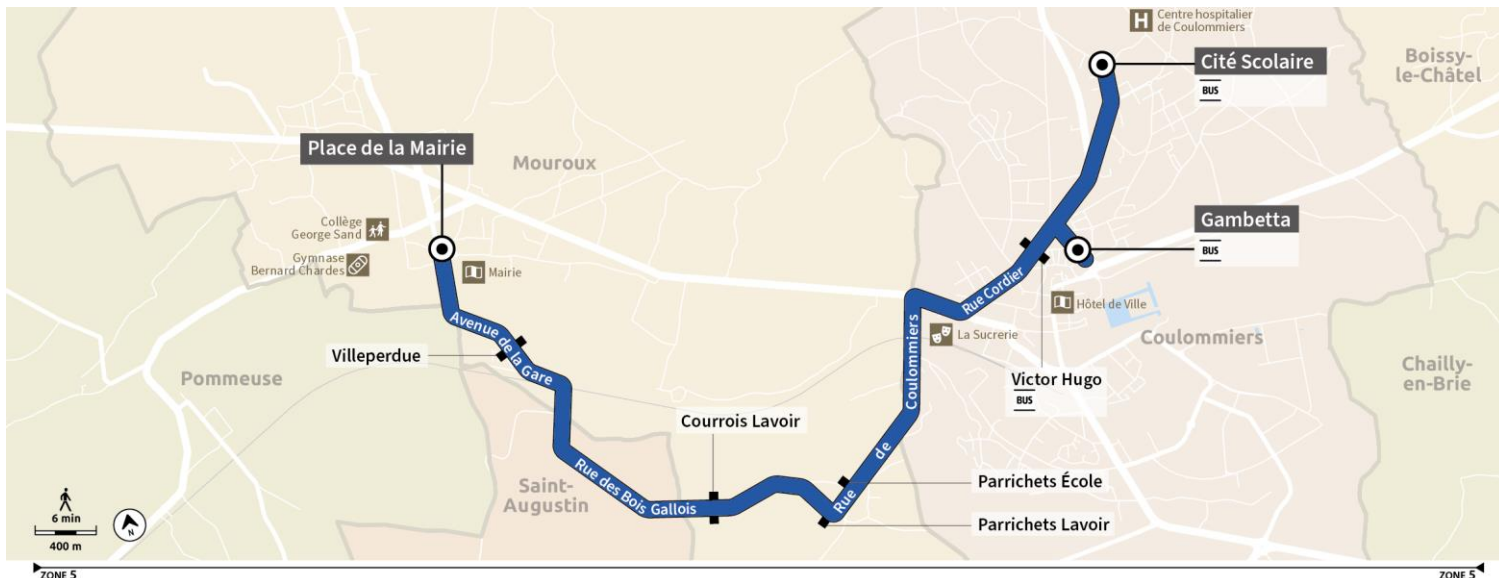 Centre hospitalier
de Coulommiers
Cité Scolaire
BUS
Boissy-
le-Châtel
Place de la Mairie
Mouroux
Collège
George Sand
Gymnase
Bernard Chardes
Mairie
Gambetta
BUS
Rue Cordier
Hôtel de Ville
La Sucrerie
Coulommiers
Avenue de la Gare
Villeperdue
Pommeuse
Victor Hugo
BUS
Chailly-
en-Brie
Courrois Lavoir
Rue de Coulommiers
Rue des Bois Gallois
Saint-
Augustin
Parrichets École
Parrichets Lavoir
6 min
400 m
N
H
ZONE 5
ZONE 5